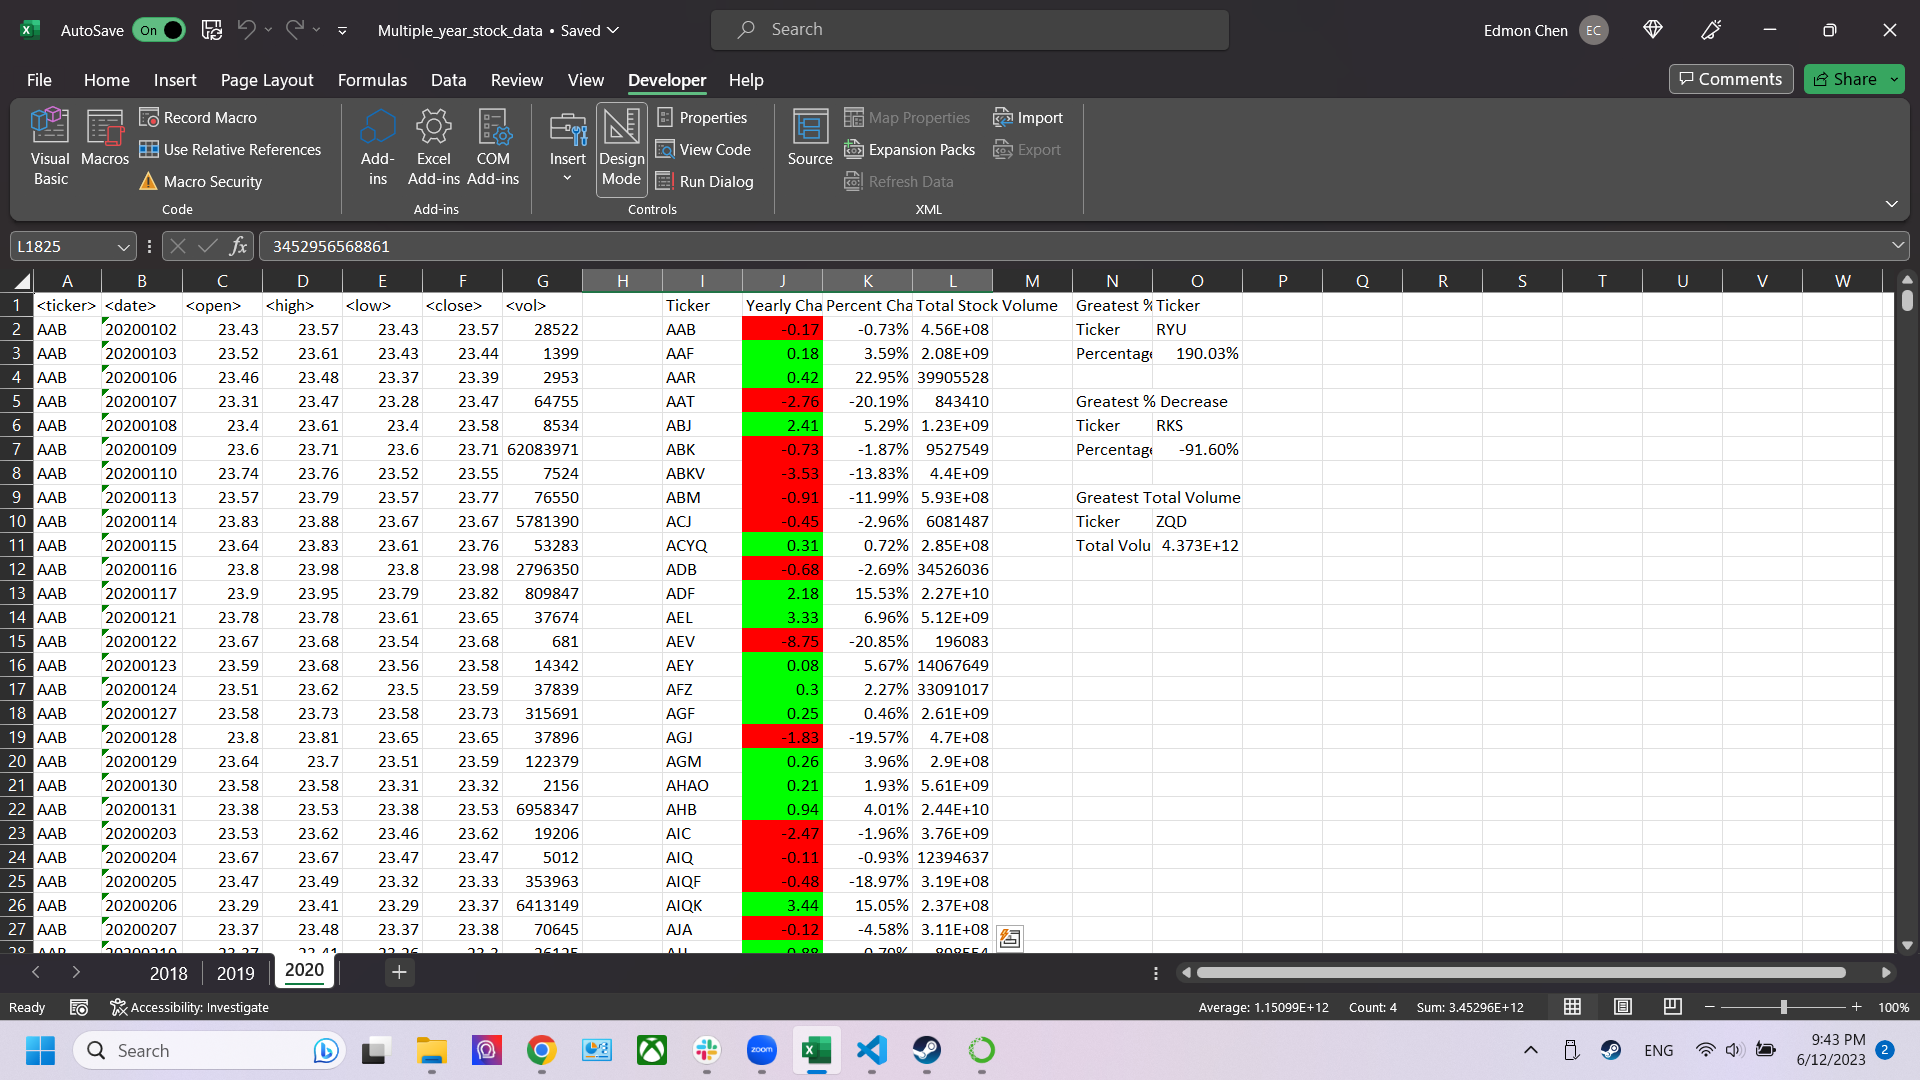 AutoSave On Multiple_year_stock_data • Saved Search Edmon Chen EC
File Home Insert Page Layout Formulas Data Review View Developer Help Comments Share
Visual Basic Macros Record Macro Use Relative References Macro Security
Add-ins Excel Add-ins COM Add-ins
Insert Design Mode Properties View Code Run Dialog
Source Map Properties Expansion Packs Refresh Data Import Export
Code Add-ins Controls XML
L1825 fx 3452956568861
A B C D E F G H I J K L M N O P Q R S T U V W
1 <ticker> <date> <open> <high> <low> <close> <vol> Ticker Yearly Cha Percent Cha Total Stock Volume Greatest % Ticker
2 AAB 20200102 23.43 23.57 23.43 23.57 28522 AAB -0.17 -0.73% 4.56E+08 Ticker RYU
3 AAB 20200103 23.52 23.61 23.43 23.44 1399 AAF 0.18 3.59% 2.08E+09 Percentage 190.03%
4 AAB 20200106 23.46 23.48 23.37 23.39 2953 AAR 0.42 22.95% 39905528
5 AAB 20200107 23.31 23.47 23.28 23.47 64755 AAT -2.76 -20.19% 843410 Greatest % Decrease
6 AAB 20200108 23.4 23.61 23.4 23.58 8534 ABJ 2.41 5.29% 1.23E+09 Ticker RKS
7 AAB 20200109 23.6 23.71 23.6 23.71 62083971 ABK -0.73 -1.87% 9527549 Percentage -91.60%
8 AAB 20200110 23.74 23.76 23.52 23.55 7524 ABKV -3.53 -13.83% 4.4E+09
9 AAB 20200113 23.57 23.79 23.57 23.77 76550 ABM -0.91 -11.99% 5.93E+08 Greatest Total Volume
10 AAB 20200114 23.83 23.88 23.67 23.67 5781390 ACJ -0.45 -2.96% 6081487 Ticker ZQD
11 AAB 20200115 23.64 23.83 23.61 23.76 53283 ACYQ 0.31 0.72% 2.85E+08 Total Volu 4.373E+12
12 AAB 20200116 23.8 23.98 23.8 23.98 2796350 ADB -0.68 -2.69% 34526036
13 AAB 20200117 23.9 23.95 23.79 23.82 809847 ADF 2.18 15.53% 2.27E+10
14 AAB 20200121 23.78 23.78 23.61 23.65 37674 AEL 3.33 6.96% 5.12E+09
15 AAB 20200122 23.67 23.68 23.54 23.68 681 AEV -8.75 -20.85% 196083
16 AAB 20200123 23.59 23.68 23.56 23.58 14342 AEY 0.08 5.67% 14067649
17 AAB 20200124 23.51 23.62 23.5 23.59 37839 AFZ 0.3 2.27% 33091017
18 AAB 20200127 23.58 23.73 23.58 23.73 315691 AGF 0.25 0.46% 2.61E+09
19 AAB 20200128 23.8 23.81 23.65 23.65 37896 AGJ -1.83 -19.57% 4.7E+08
20 AAB 20200129 23.64 23.7 23.51 23.59 122379 AGM 0.26 3.96% 2.9E+08
21 AAB 20200130 23.58 23.58 23.31 23.32 2156 AHAO 0.21 1.93% 5.61E+09
22 AAB 20200131 23.38 23.53 23.38 23.53 6958347 AHB 0.94 4.01% 2.44E+10
23 AAB 20200203 23.53 23.62 23.46 23.62 19206 AIC -2.47 -1.96% 3.76E+09
24 AAB 20200204 23.67 23.67 23.47 23.47 5012 AIQ -0.11 -0.93% 12394637
25 AAB 20200205 23.47 23.49 23.32 23.33 353963 AIQF -0.48 -18.97% 3.19E+08
26 AAB 20200206 23.29 23.41 23.29 23.37 6413149 AIQK 3.44 15.05% 2.37E+08
27 AAB 20200207 23.37 23.48 23.37 23.38 70645 AJA -0.12 -4.58% 3.11E+08
28 AAB 20200210
2018 2019 2020
Ready Accessibility: Investigate Average: 1.15099E+12 Count: 4 Sum: 3.45296E+12 100%
Search zoom ENG 9:43 PM 2
6/12/2023